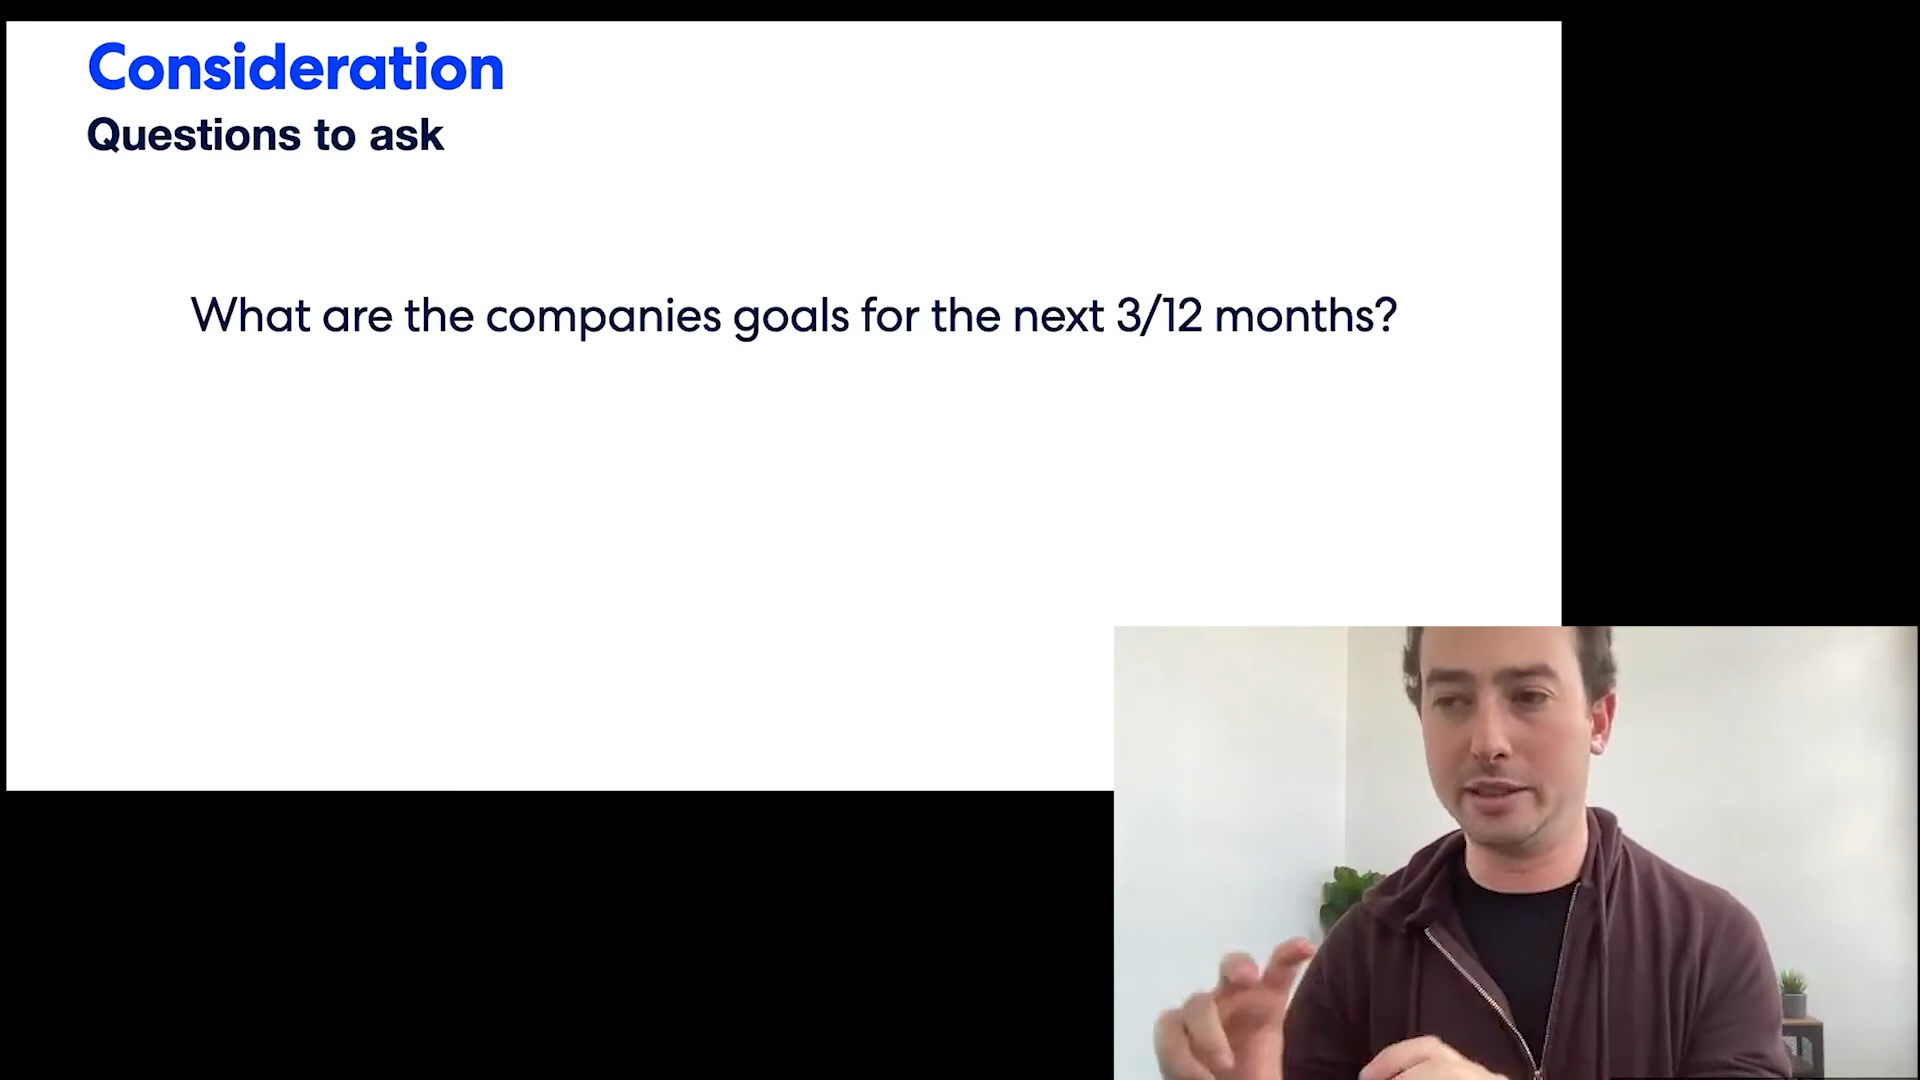 Consideration
Questions to ask
What are the companies goals for the next 3/12 months?